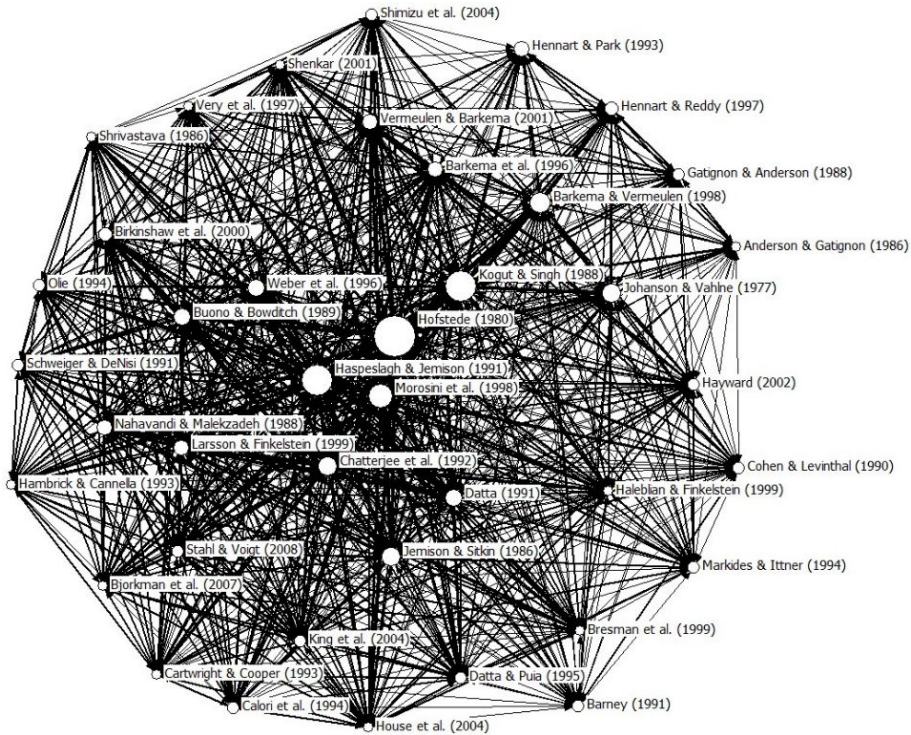 Shimizu et al. (2004)
Hennart & Park (1993)
Shenkar (2001)
Very et al. (1997)
Hennart & Reddy (1997)
Vermeulen & Barkema (2001)
Shrivastava (1986)
Barkema et al. (1996)
Gatignon & Anderson (1988)
Barkema & Vermeulen (1998)
Birkinshaw et al. (2000)
Anderson & Gatignon (1986)
Kogut & Singh (1988)
Olie (1994)
Weber et al. (1996)
Johanson & Vahlne (1977)
Buono & Bowditch (1989)
Hofstede (1980)
Schweiger & DeNisi (1991)
Haspeslagh & Jemison (1991)
Hayward (2002)
Morosini et al. (1998)
Nahavandi & Malekzadeh (1988)
Larsson & Finkelstein (1999)
Chatterjee et al. (1992)
Cohen & Levinthal (1990)
Hambrick & Cannella (1993)
Datta (1991)
Haleblian & Finkelstein (1999)
Stahl & Voigt (2008)
Jemison & Sitkin (1986)
Markides & Ittner (1994)
Bjorkman et al. (2007)
Bresman et al. (1999)
King et al. (2004)
Cartwright & Cooper (1993)
Datta & Puia (1995)
Calori et al. (1994)
Barney (1991)
House et al. (2004)